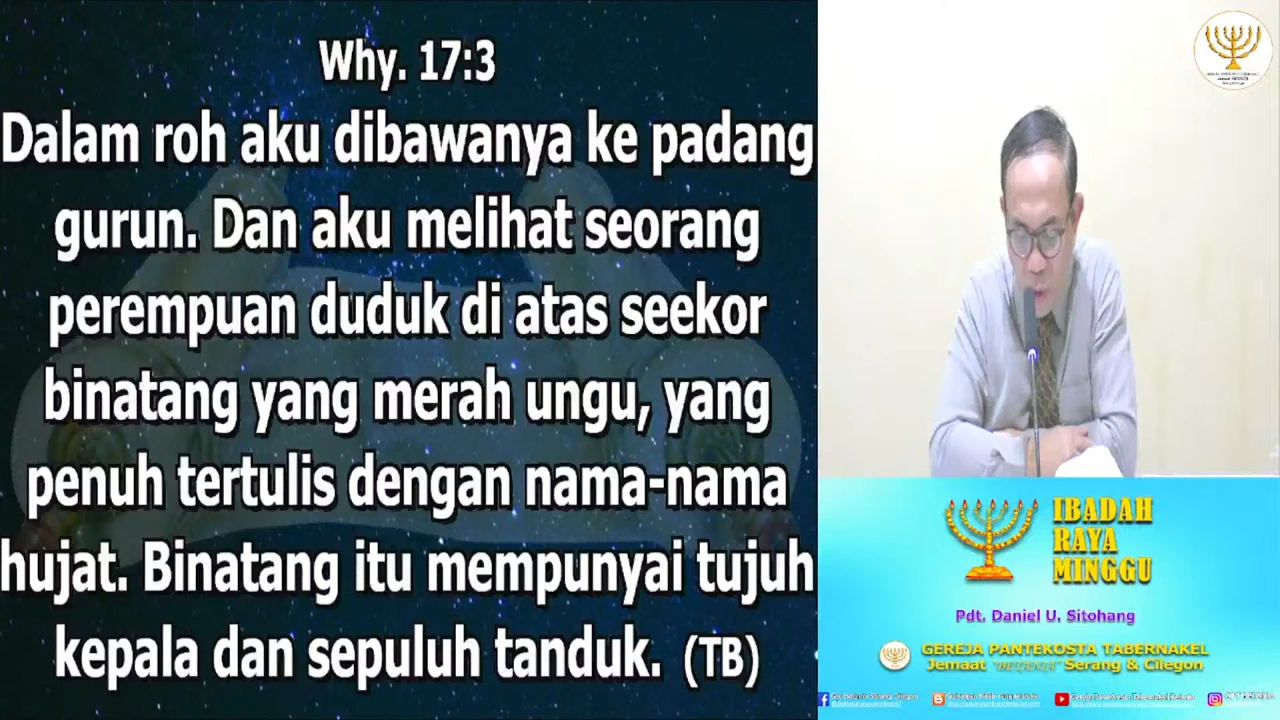 Why. 17:3
Dalam roh aku dibawanya ke padang
gurun. Dan aku melihat seorang
perempuan duduk di atas seekor
binatang yang merah ungu, yang
penuh tertulis dengan nama-nama
hujat. Binatang itu mempunyai tujuh
kepala dan sepuluh tanduk. (TB)
IBADAH
RAYA
MINGGU
Pdt. Daniel U. Sitohang
GEREJA PANTEKOSTA TABERNAKEL
Jemaat "BETANIA" Serang & Cilegon